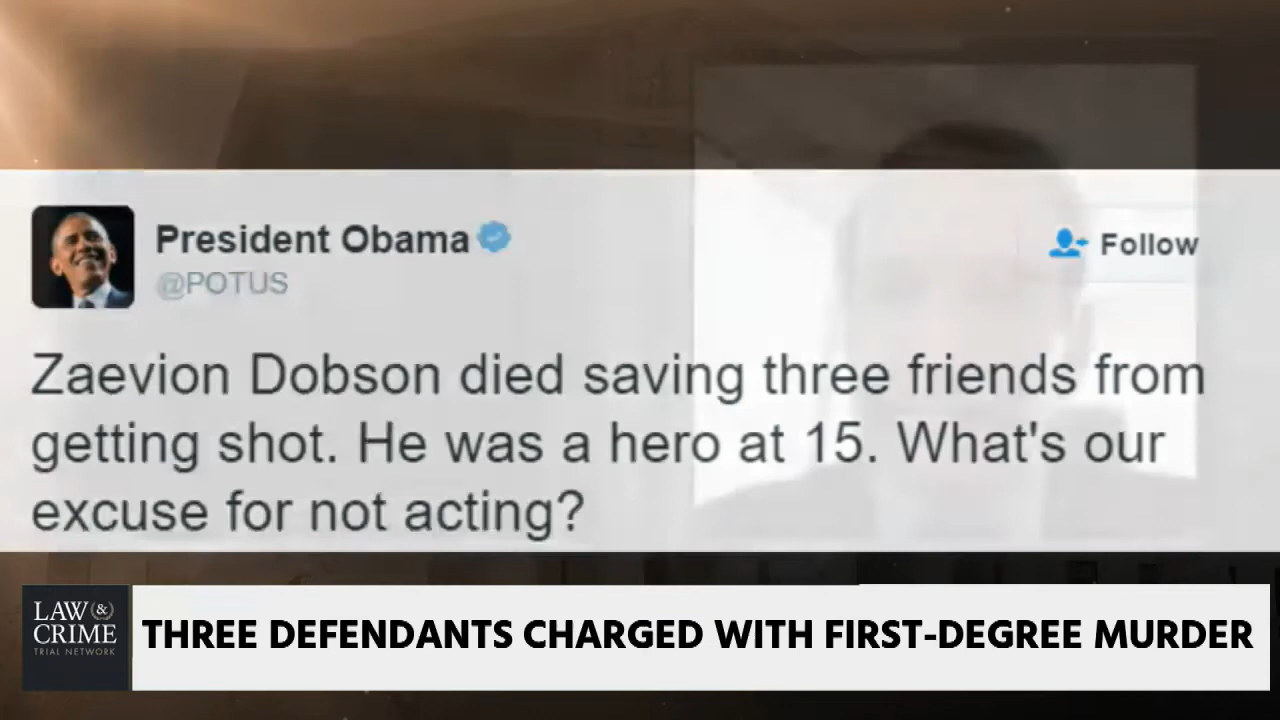 President Obama
@POTUS
Follow
Zaevion Dobson died saving three friends from
getting shot. He was a hero at 15. What's our
excuse for not acting?
LAW &
CRIME
TRIAL NETWORK
THREE DEFENDANTS CHARGED WITH FIRST-DEGREE MURDER